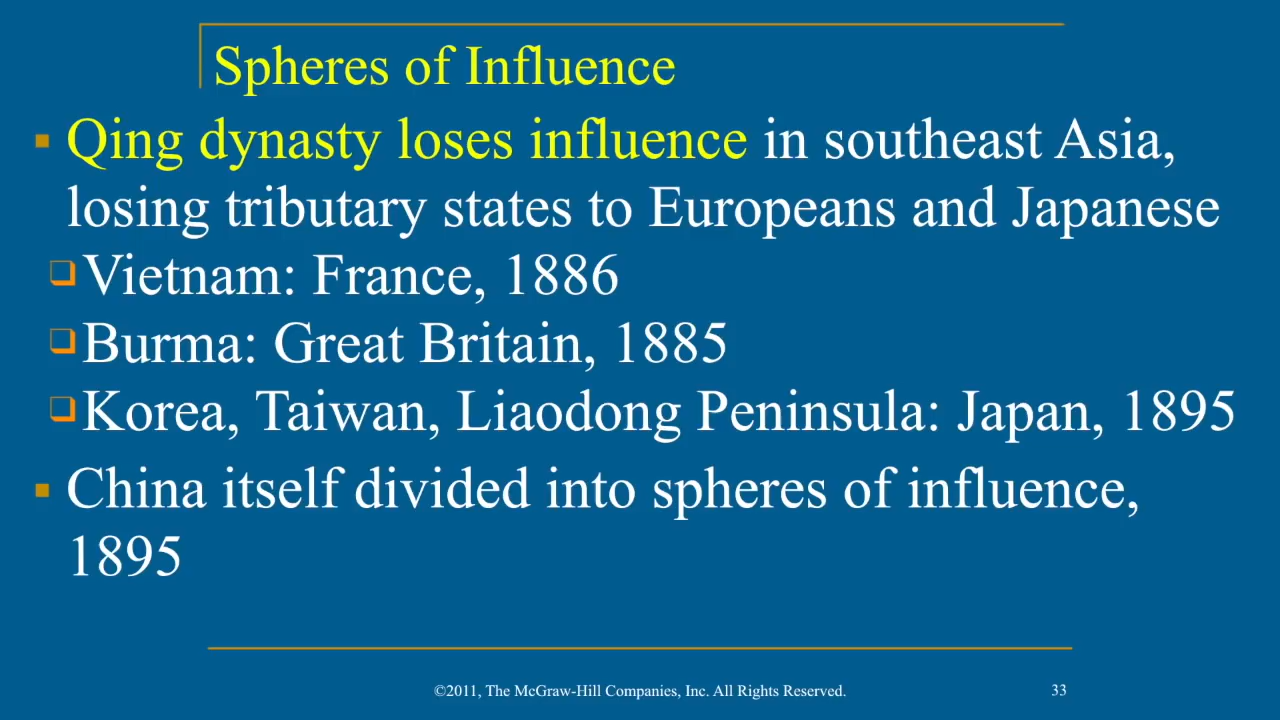 Spheres of Influence
Qing dynasty loses influence in southeast Asia,
losing tributary states to Europeans and Japanese
Vietnam: France, 1886
Burma: Great Britain, 1885
Korea, Taiwan, Liaodong Peninsula: Japan, 1895
China itself divided into spheres of influence,
1895
©2011, The McGraw-Hill Companies, Inc. All Rights Reserved.
33